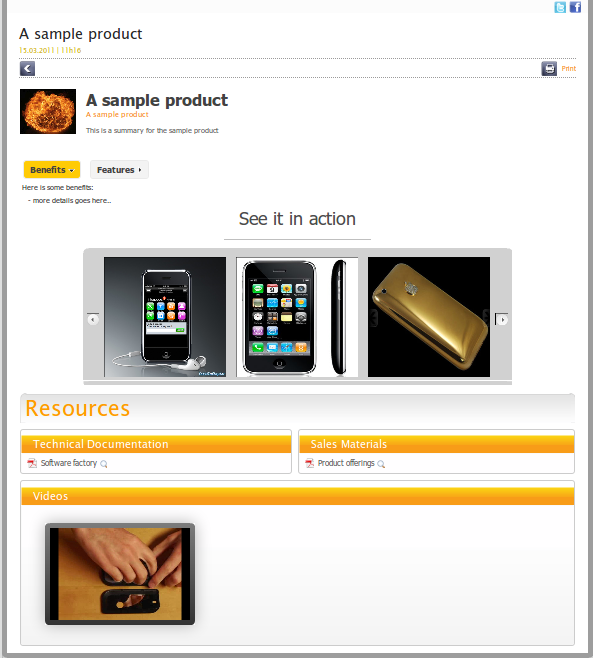 A sample product
15.03.2011 | 11h16
Print
A sample product
A sample product
This is a summary for the sample product
Benefits
Features
Here is some benefits:
- more details goes here..
See it in action
Resources
Technical Documentation
Software factory
Sales Materials
Product offerings
Videos